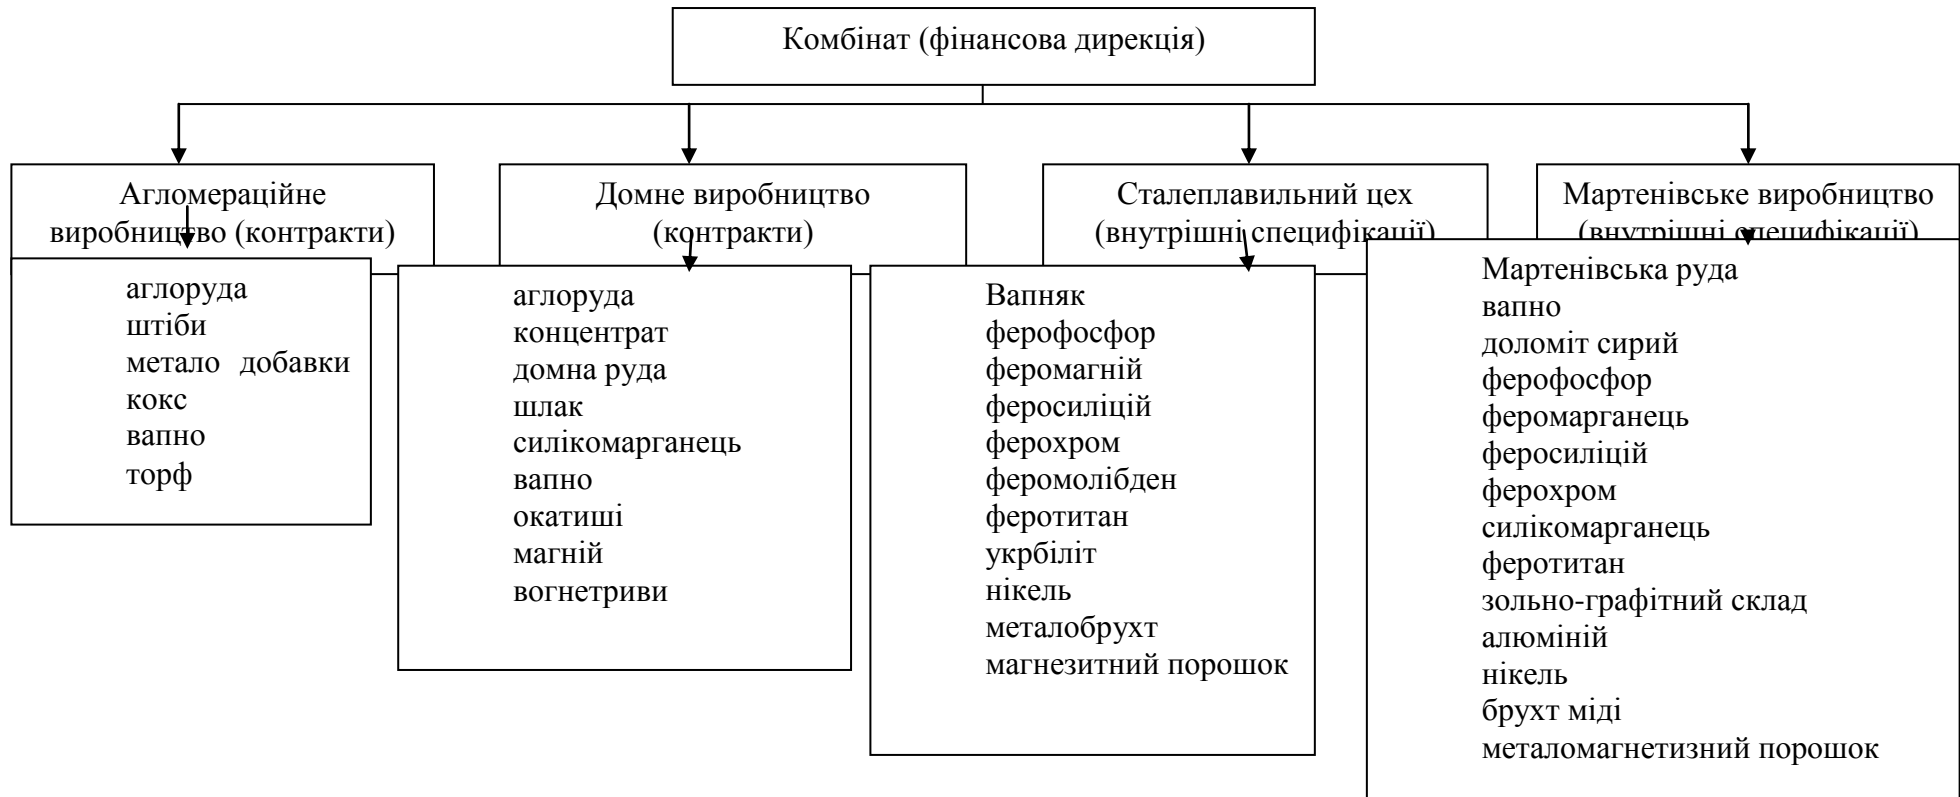 Комбінат (фінансова дирекція)
Агломераційне
виробництво (контракти)
аглоруда
штіби
метало добавки
кокс
вапно
торф
Домне виробництво
(контракти)
аглоруда
концентрат
домна руда
шлак
силікомарганець
вапно
окатиші
магній
вогнетриви
Сталеплавильний цех
(внутрішні специфікації)
Вапняк
ферофосфор
феромагній
феросиліцій
ферохром
феромолібден
феротитан
укрбіліт
нікель
металобрухт
магнезитний порошок
Мартенівське виробництво
(внутрішні специфікації)
Мартенівська руда
вапно
доломіт сирий
ферофосфор
феромарганець
феросиліцій
ферохром
силікомарганець
феротитан
зольно-графітний склад
алюміній
нікель
брухт міді
металомагнетизний порошок